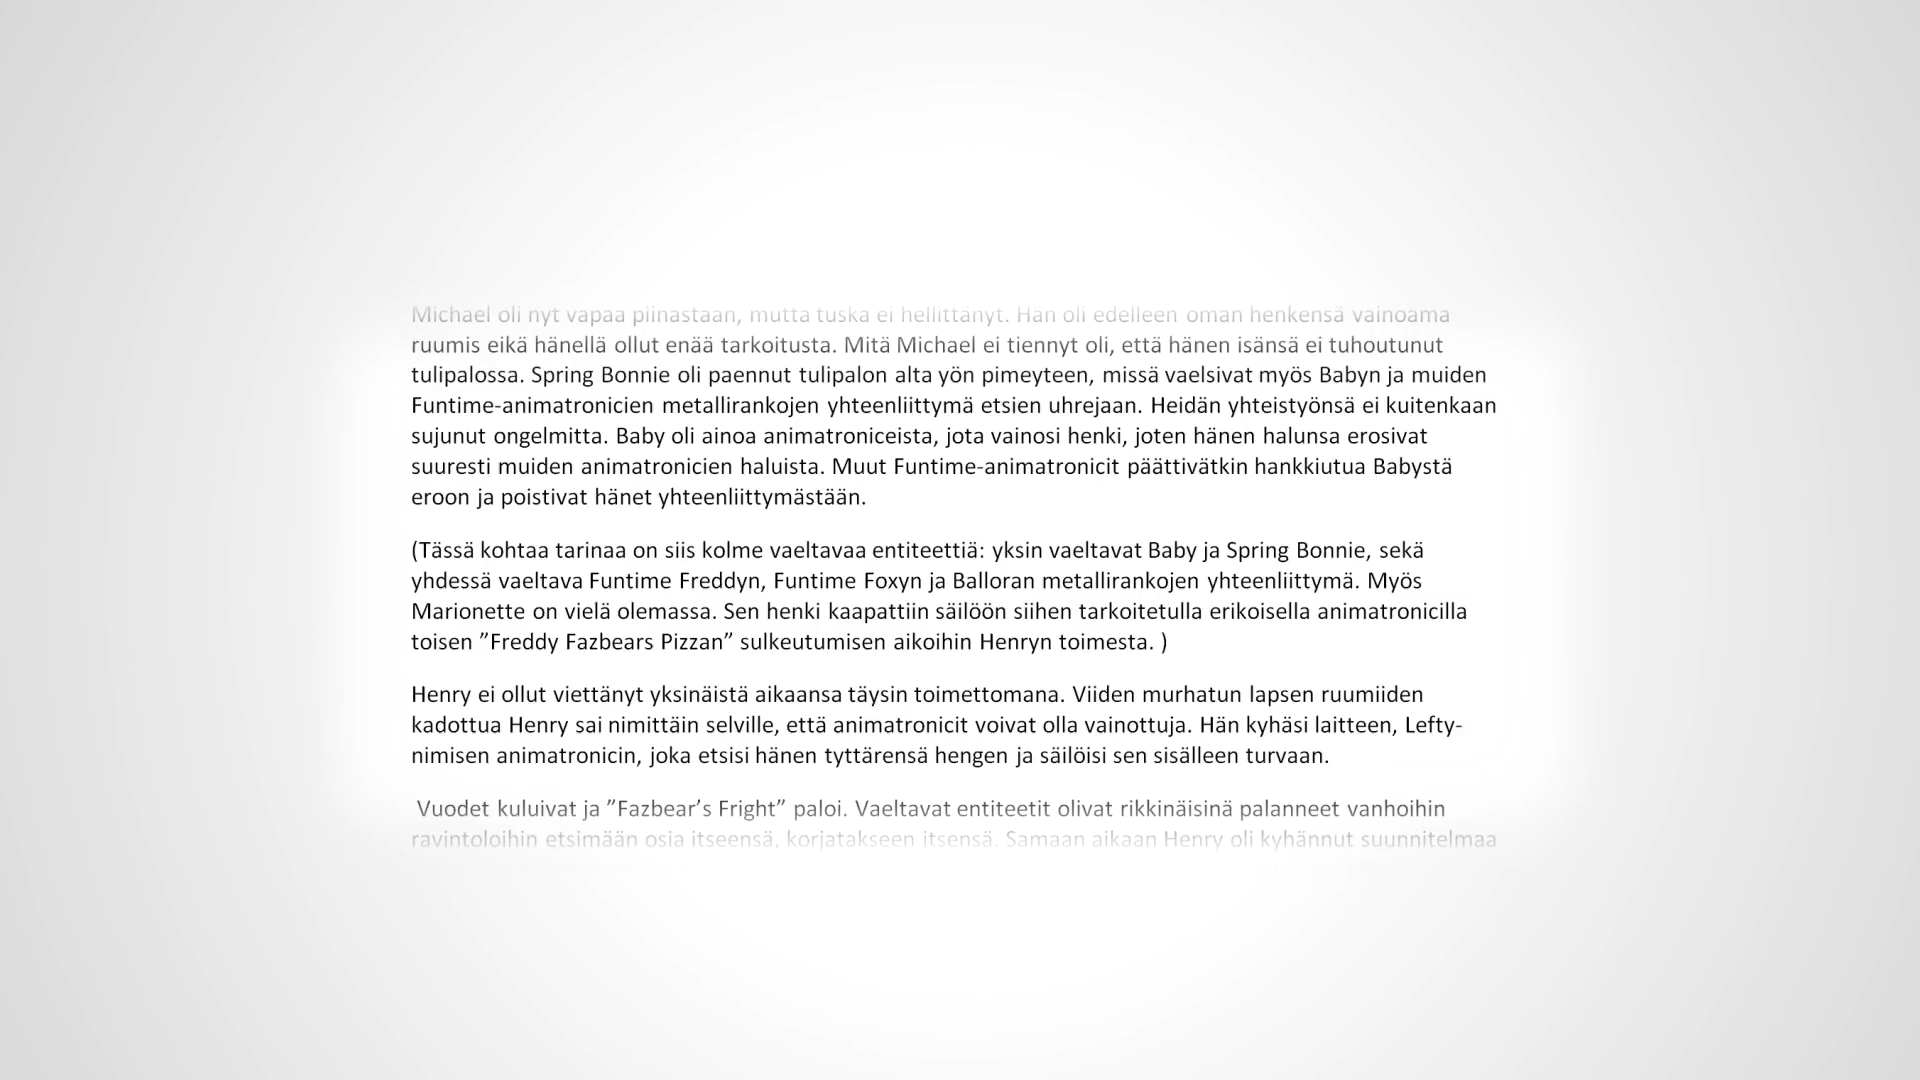 Michael oli nyt vapaa piinastaan, mutta tuska ei hellittänyt. Hän oli edelleen oman henkensä vainoama
ruumis eikä hänellä ollut enää tarkoitusta. Mitä Michael ei tiennyt oli, että hänen isänsä ei tuhoutunut
tulipalossa. Spring Bonnie oli paennut tulipalon alta yön pimeyteen, missä vaelsivat myös Babyn ja muiden
Funtime-animatronicien metallirankojen yhteenliittymä etsien uhrejaan. Heidän yhteistyönsä ei kuitenkaan
sujunut ongelmitta. Baby oli ainoa animatroniceista, jota vainosi henki, joten hänen halunsa erosivat
suuresti muiden animatronicien haluista. Muut Funtime-animatronicit päättivätkin hankkiutua Babystä
eroon ja poistivat hänet yhteenliittymästään.
(Tässä kohtaa tarinaa on siis kolme vaeltavaa entiteettiä: yksin vaeltavat Baby ja Spring Bonnie, sekä
yhdessä vaeltava Funtime Freddyn, Funtime Foxyn ja Balloran metallirankojen yhteenliittymä. Myös
Marionette on vielä olemassa. Sen henki kaapattiin säilöön siihen tarkoitetulla erikoisella animatronicilla
toisen ”Freddy Fazbears Pizzan” sulkeutumisen aikoihin Henryn toimesta. )
Henry ei ollut viettänyt yksinäistä aikaansa täysin toimettomana. Viiden murhatun lapsen ruumiiden
kadottua Henry sai nimittäin selville, että animatronicit voivat olla vainottuja. Hän kyhäsi laitteen, Lefty-
nimisen animatronicin, joka etsisi hänen tyttärensä hengen ja säilöisi sen sisälleen turvaan.
Vuodet kuluivat ja ”Fazbear’s Fright” paloi. Vaeltavat entiteetit olivat rikkinäisinä palanneet vanhoihin
ravintoloihin etsimään osia itseensä, korjatakseen itsensä. Samaan aikaan Henry oli kyhännut suunnitelmaa